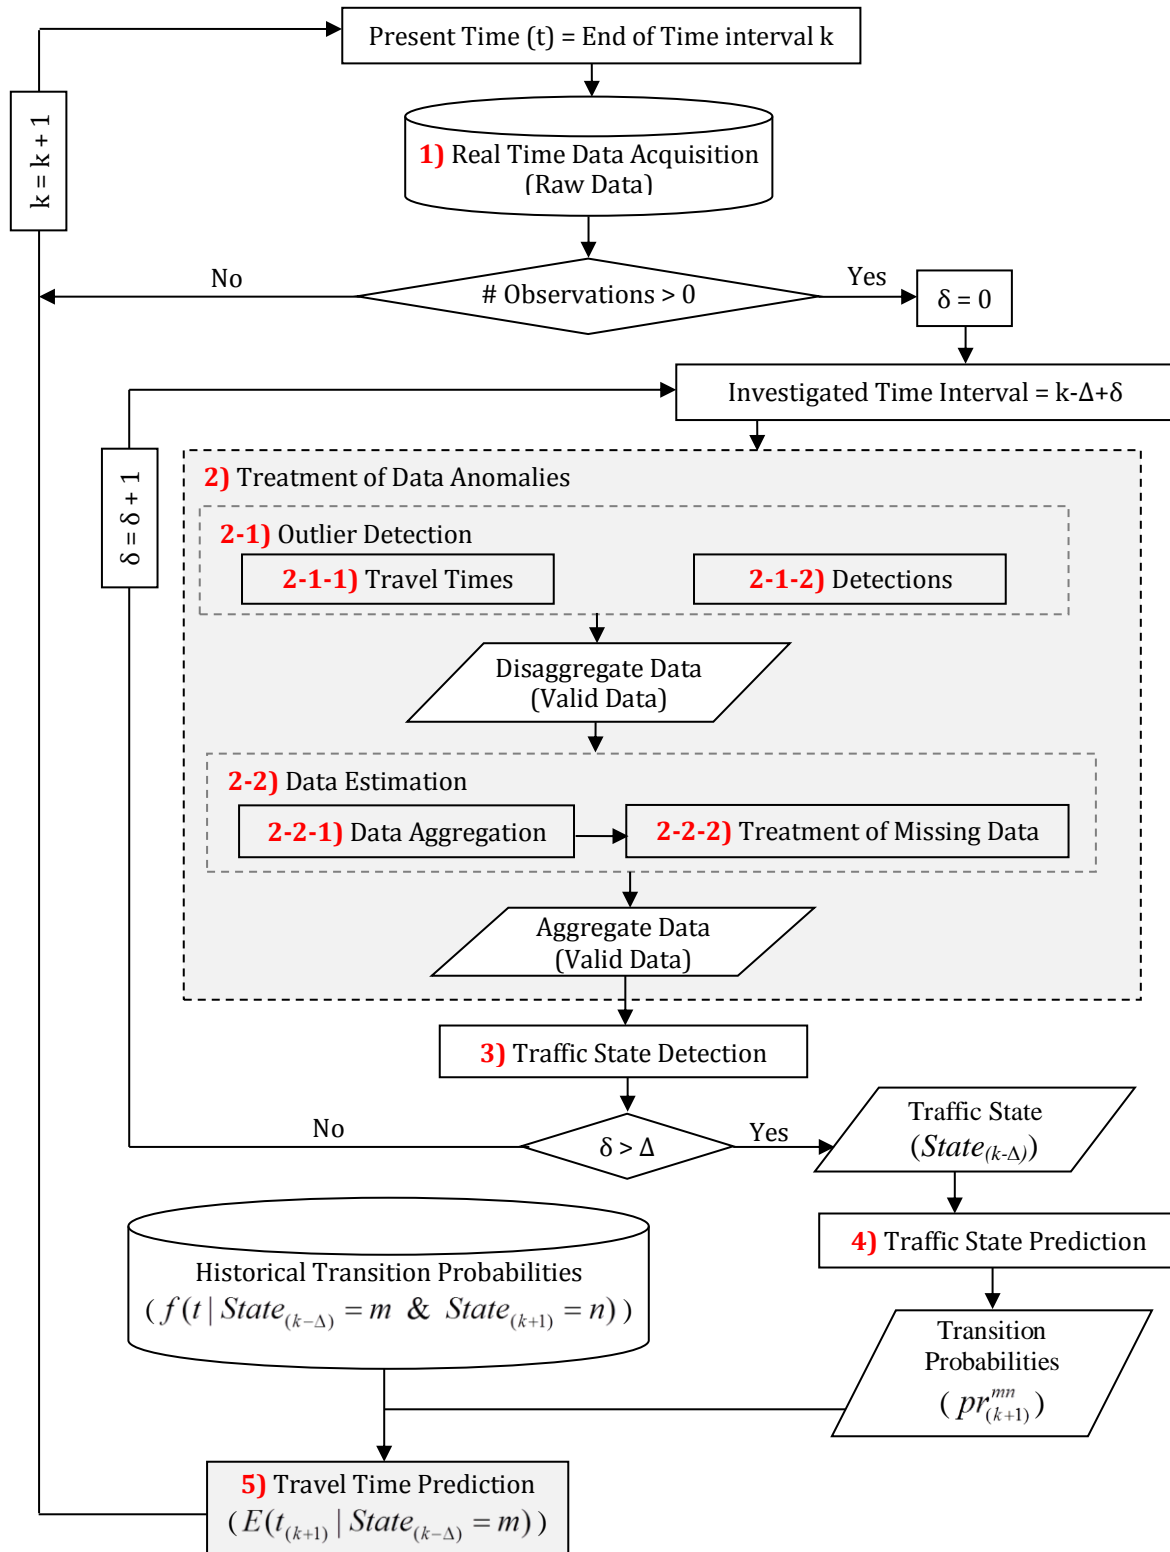 Present Time (t) = End of Time interval k
k = k + 1
1) Real Time Data Acquisition
(Raw Data)
No
# Observations > 0
Yes
δ = 0
Investigated Time Interval = k-Δ+δ
δ = δ + 1
2) Treatment of Data Anomalies
2-1) Outlier Detection
2-1-1) Travel Times
2-1-2) Detections
Disaggregate Data
(Valid Data)
2-2) Data Estimation
2-2-1) Data Aggregation
2-2-2) Treatment of Missing Data
Aggregate Data
(Valid Data)
3) Traffic State Detection
No
δ > Δ
Yes
Traffic State
(State(k-Δ))
4) Traffic State Prediction
Historical Transition Probabilities
( f(t | State(k−Δ) = m & State(k+1) = n) )
Transition
Probabilities
( pr^{mn}_{(k+1)} )
5) Travel Time Prediction
( E(t(k+1) | State(k−Δ) = m) )